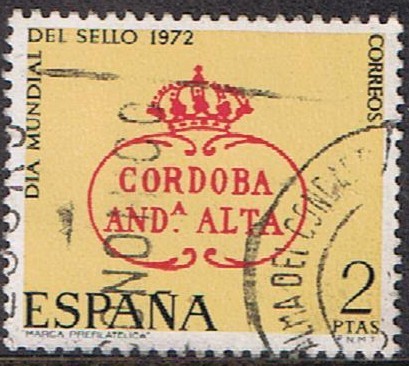 DIA MUNDIAL DEL SELLO 1972
CORREOS
CORDOBA
AND.ᴬ ALTA
ESPAÑA
2
PTAS
"MARCA PREFILATELICA"
F.N.M.T.